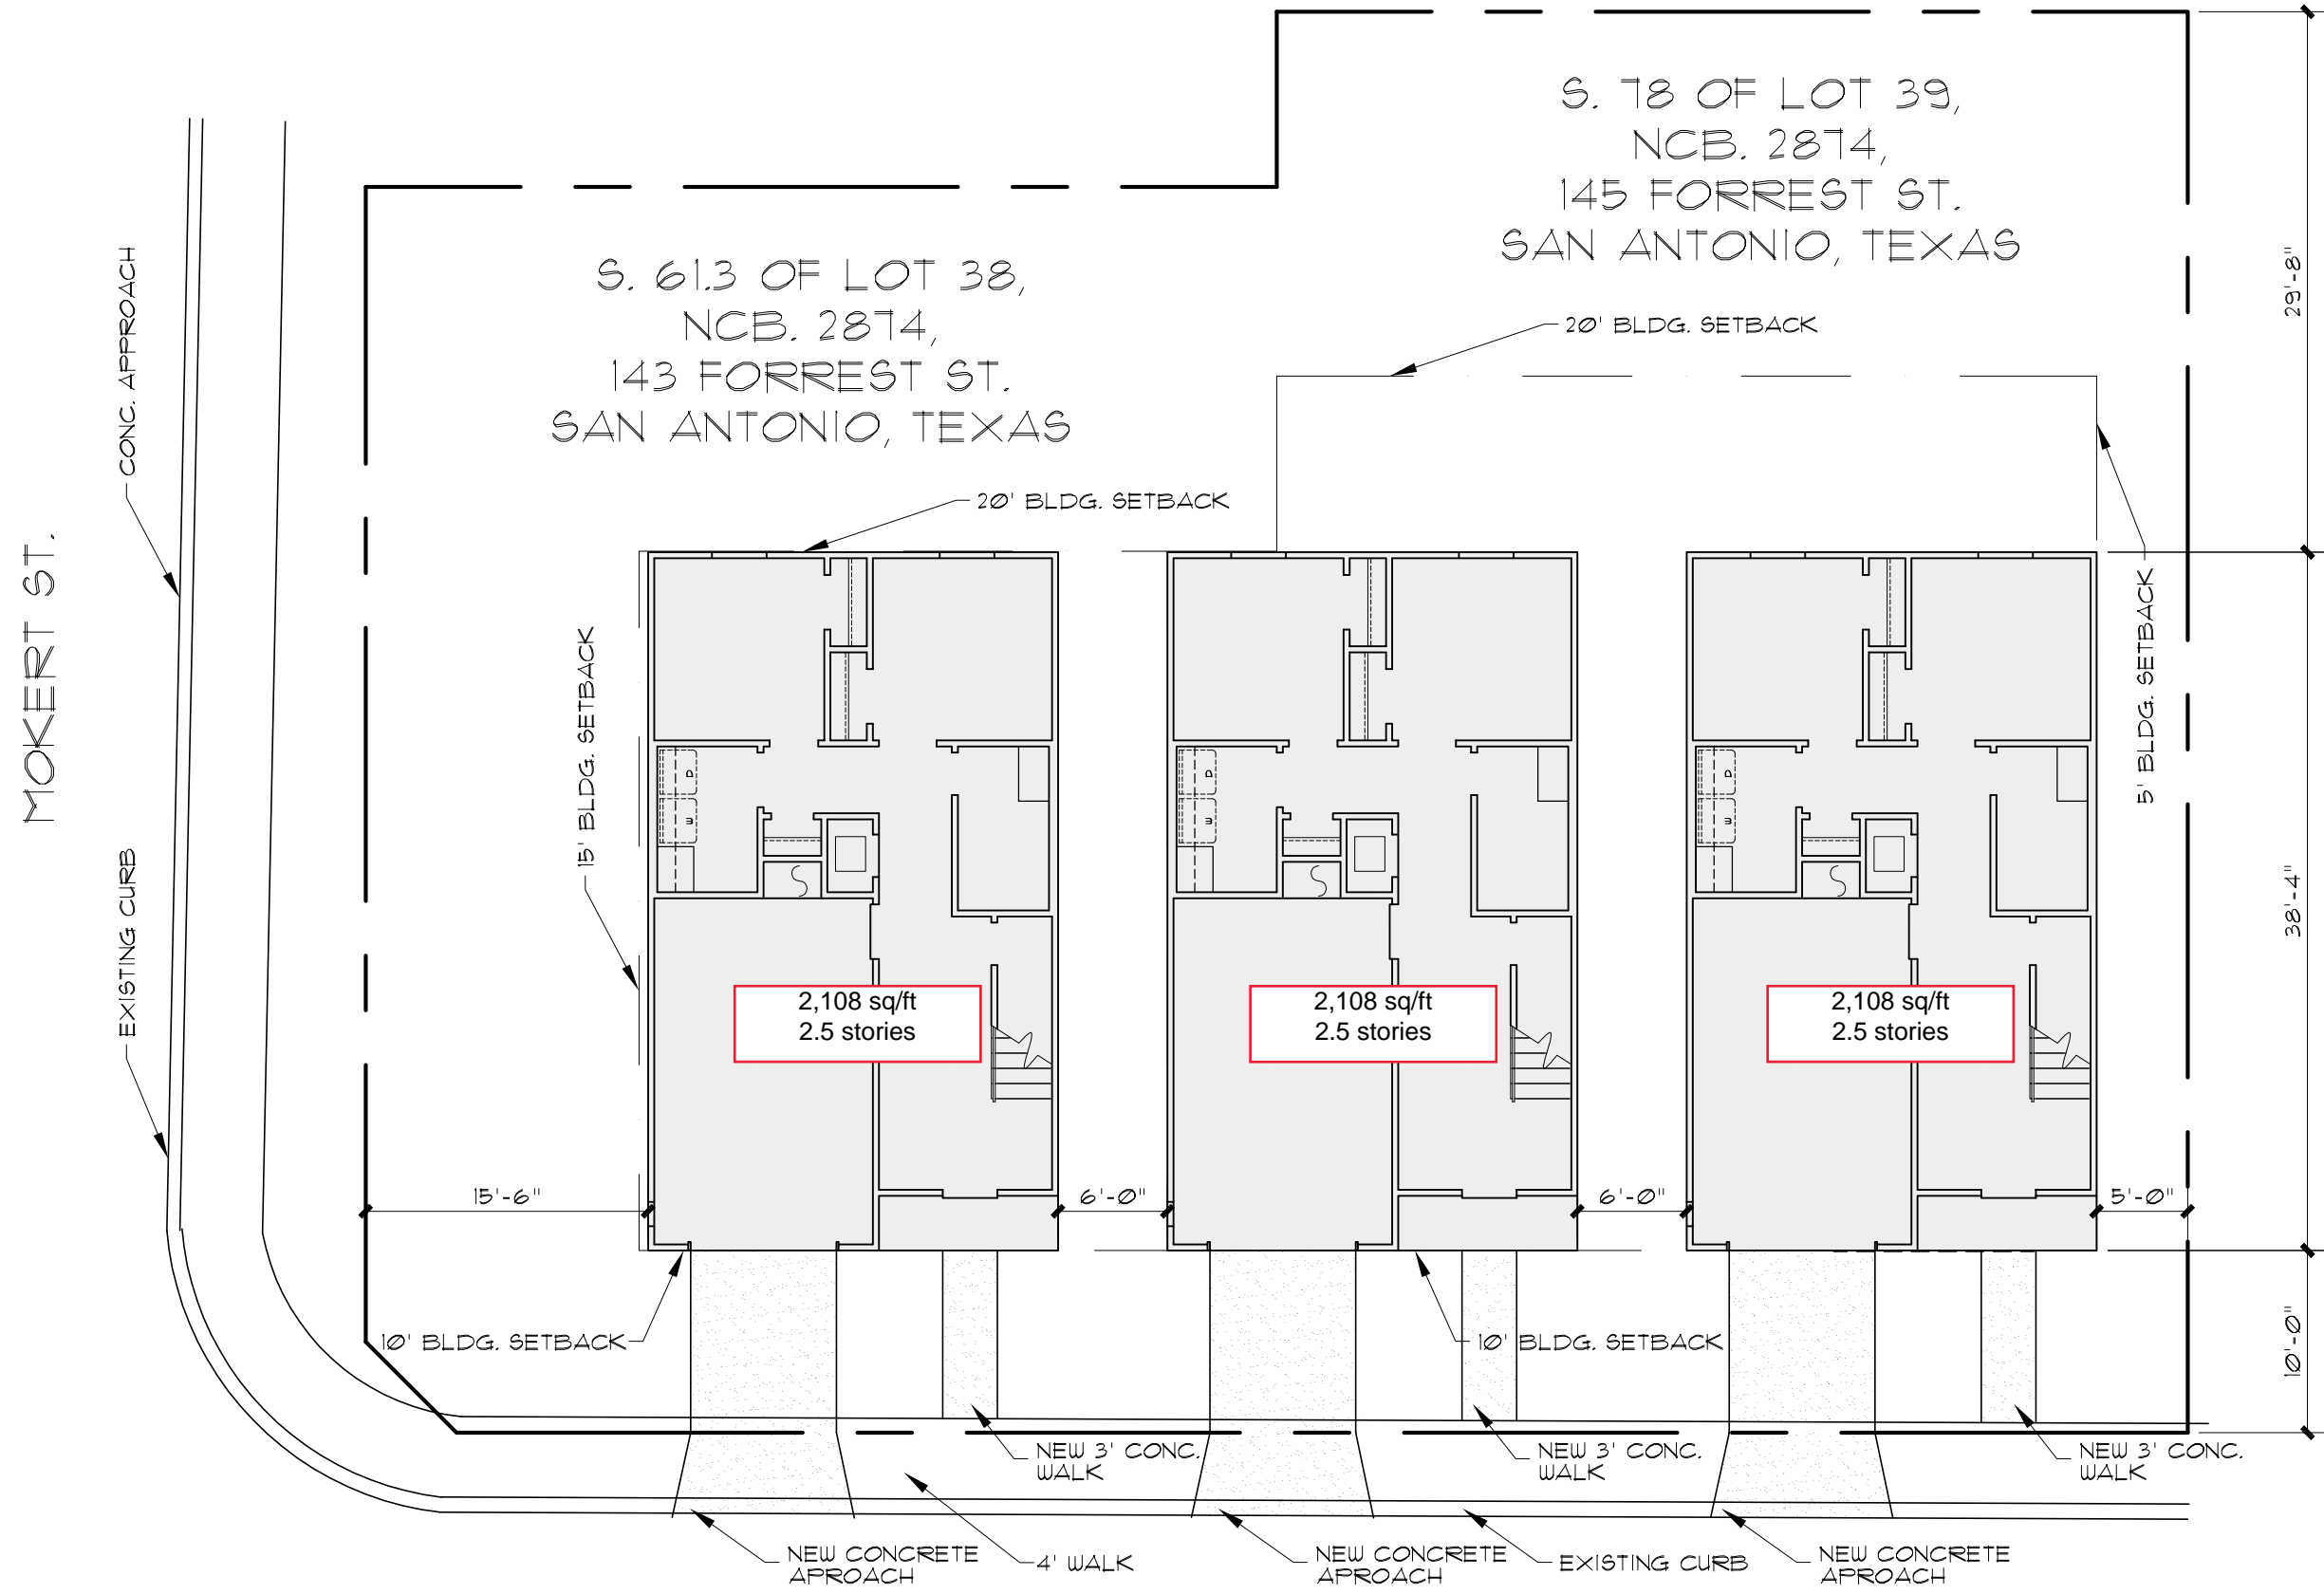 S. 78 OF LOT 39,
NCB. 2874,
145 FORREST ST.
SAN ANTONIO, TEXAS
S. 61.3 OF LOT 38,
NCB. 2874,
143 FORREST ST.
SAN ANTONIO, TEXAS
CONC. APPROACH
29'-8"
20' BLDG. SETBACK
20' BLDG. SETBACK
MOKERT ST.
15' BLDG. SETBACK
5' BLDG. SETBACK
D
W
D
W
D
W
EXISTING CURB
38'-4"
2,108 sq/ft
2.5 stories
2,108 sq/ft
2.5 stories
2,108 sq/ft
2.5 stories
15'-6"
6'-0"
6'-0"
5'-0"
10' BLDG. SETBACK
10' BLDG. SETBACK
10'-0"
NEW 3' CONC.
WALK
NEW 3' CONC.
WALK
NEW 3' CONC.
WALK
NEW CONCRETE
APROACH
4' WALK
NEW CONCRETE
APROACH
EXISTING CURB
NEW CONCRETE
APROACH